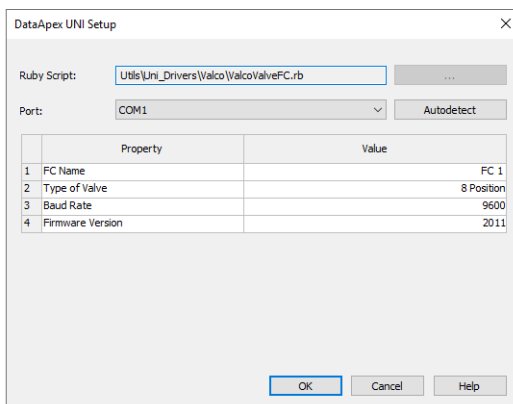 DataApex UNI Setup
Ruby Script: Utils\Uni_Drivers\Valco\ValcoValveFC.rb ...
Port: COM1 Autodetect
Property Value
1 FC Name FC 1
2 Type of Valve 8 Position
3 Baud Rate 9600
4 Firmware Version 2011
OK Cancel Help